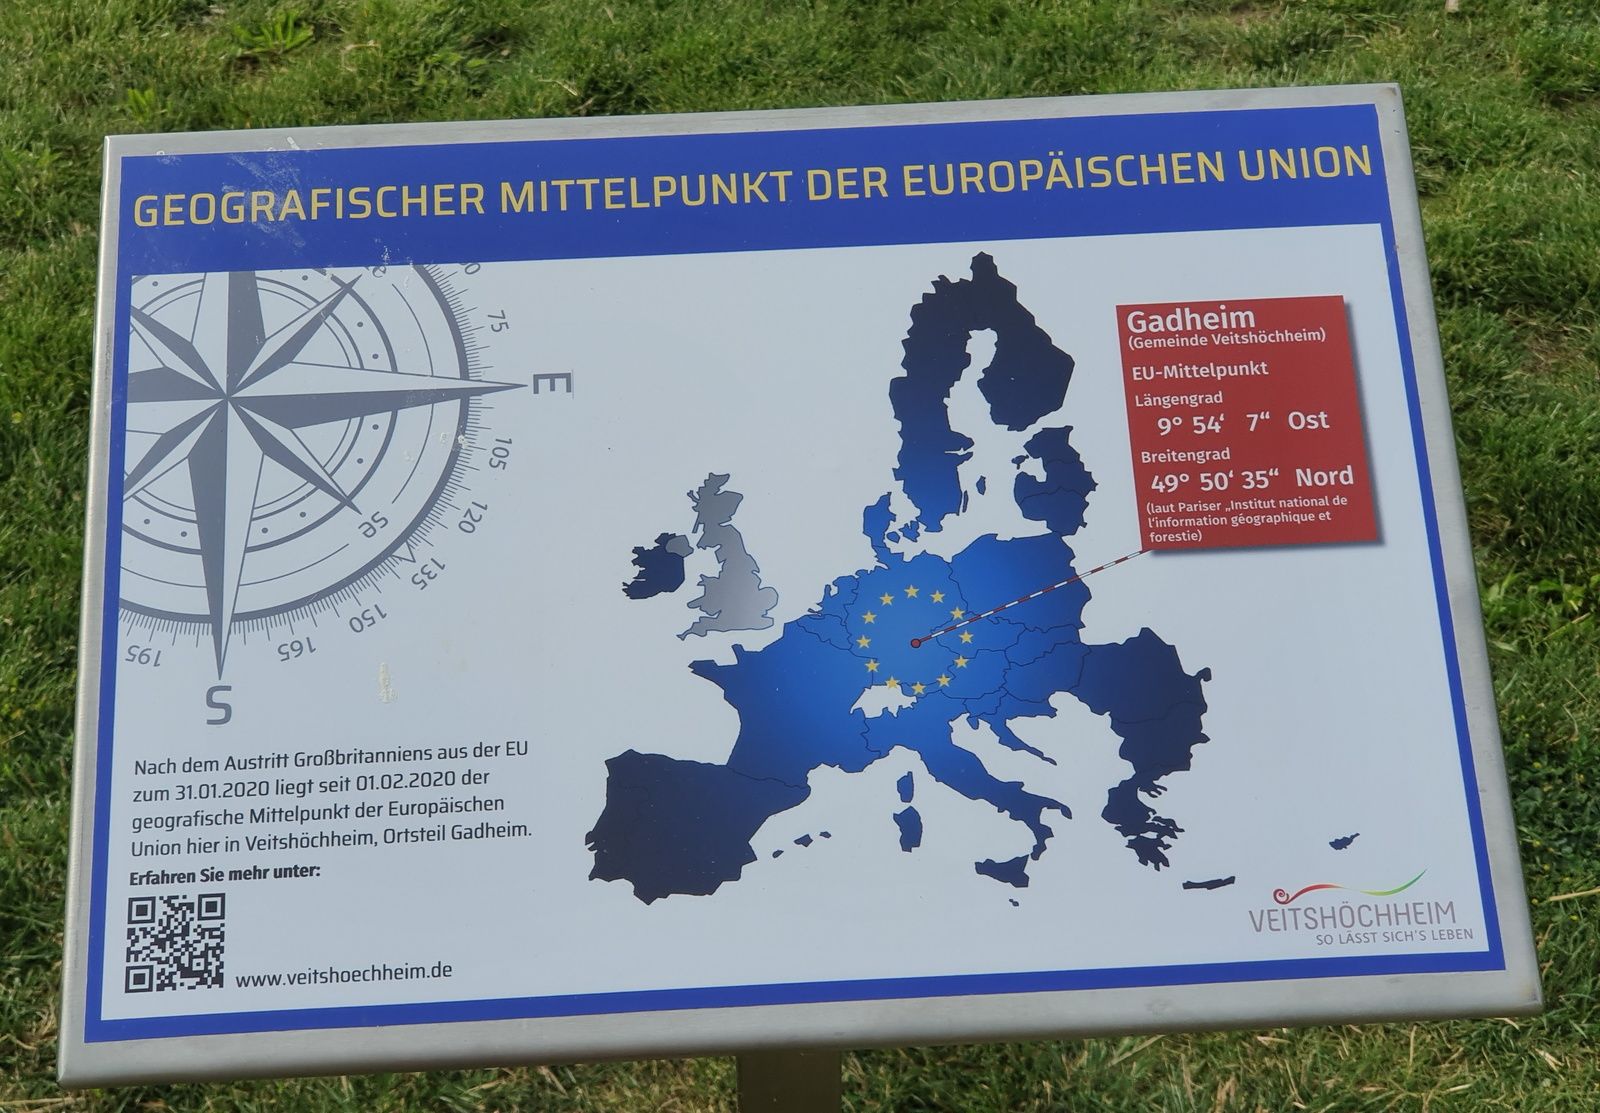 GEOGRAFISCHER MITTELPUNKT DER EUROPÄISCHEN UNION
75
E
105
120
135
150
165
195
se
S
Gadheim
(Gemeinde Veitshöchheim)
EU-Mittelpunkt
Längengrad
9° 54‘ 7“ Ost
Breitengrad
49° 50‘ 35“ Nord
(laut Pariser „Institut national de
l‘information géographique et
forestie)
Nach dem Austritt Großbritanniens aus der EU
zum 31.01.2020 liegt seit 01.02.2020 der
geografische Mittelpunkt der Europäischen
Union hier in Veitshöchheim, Ortsteil Gadheim.
Erfahren Sie mehr unter:
www.veitshoechheim.de
VEITSHÖCHHEIM
SO LÄSST SICH'S LEBEN